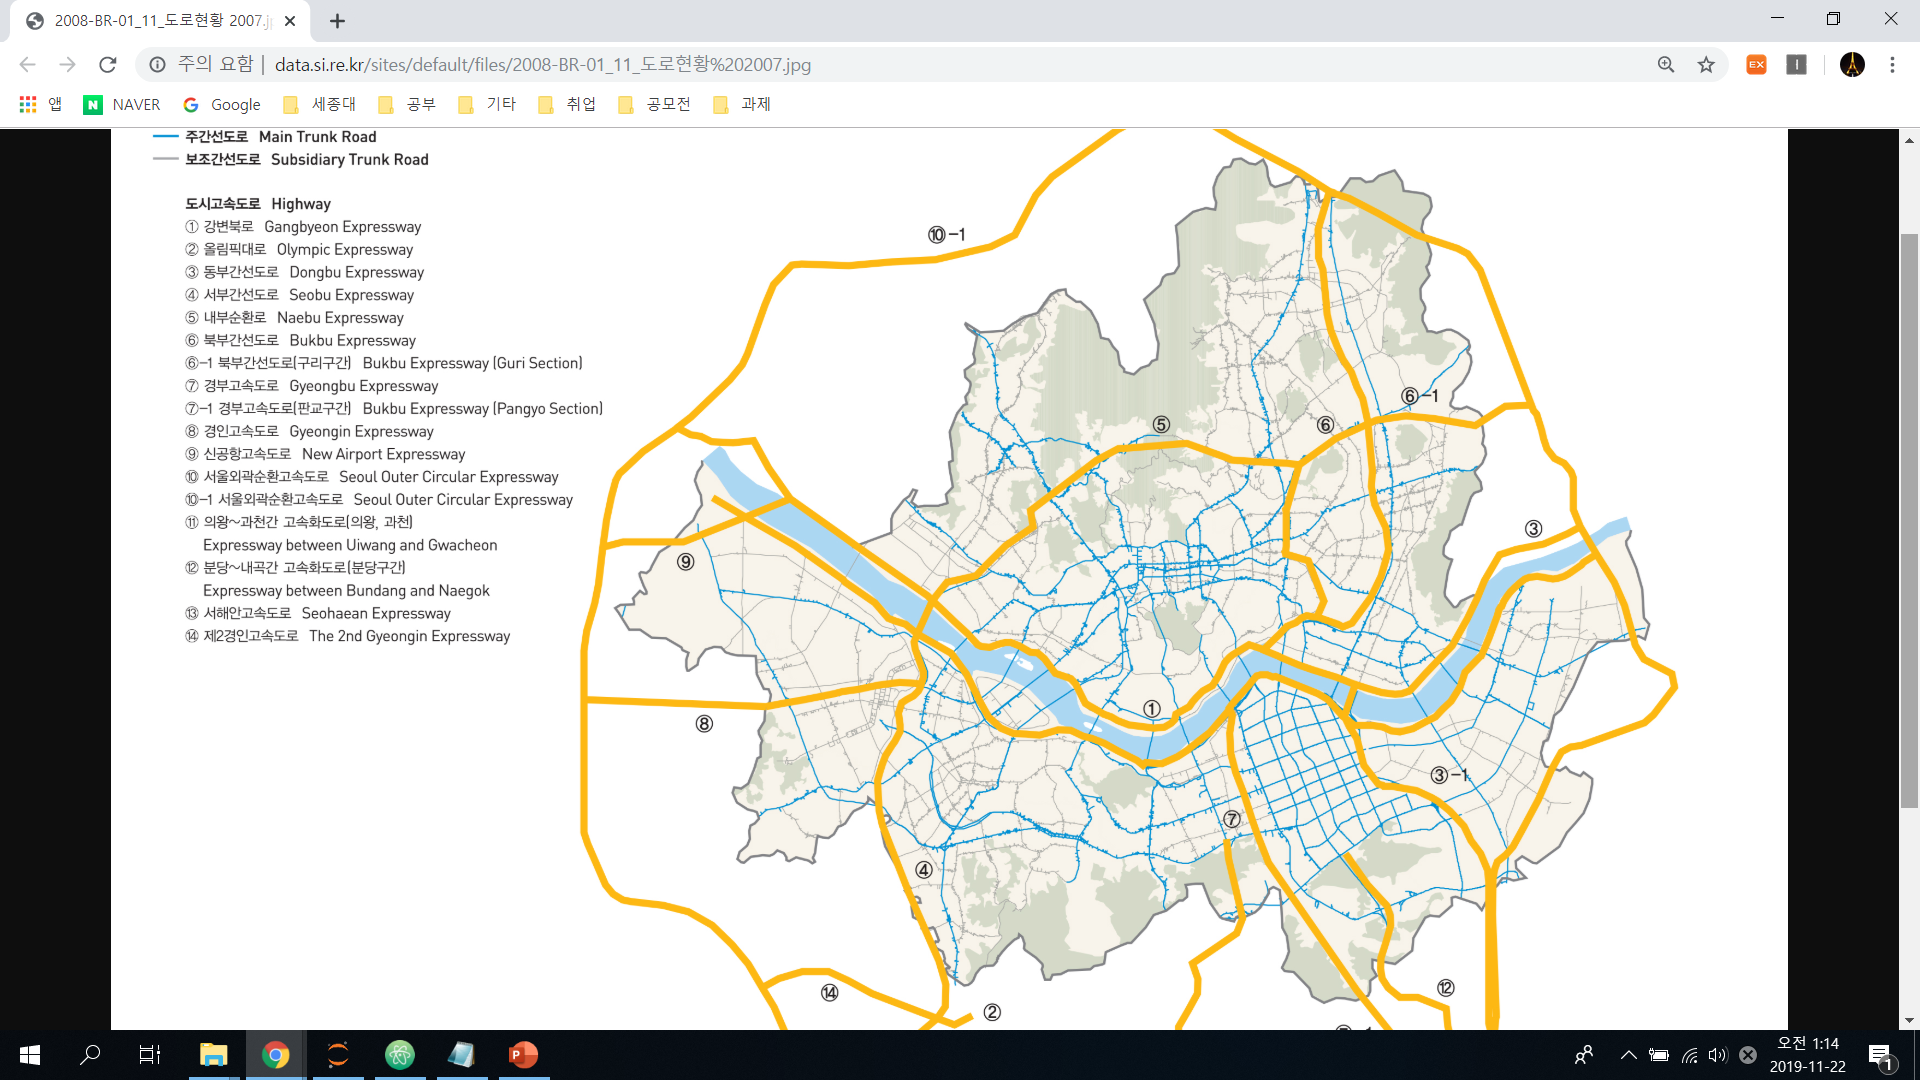 2008-BR-01_11_도로현황 2007.j
주의 요함 | data.si.re.kr/sites/default/files/2008-BR-01_11_도로현황%202007.jpg
EX
앱 N NAVER Google 세종대 공부 기타 취업 공모전 과제
주간선도로 Main Trunk Road
보조간선도로 Subsidiary Trunk Road
도시고속도로 Highway
① 강변북로 Gangbyeon Expressway
② 올림픽대로 Olympic Expressway
③ 동부간선도로 Dongbu Expressway
④ 서부간선도로 Seobu Expressway
⑤ 내부순환로 Naebu Expressway
⑥ 북부간선도로 Bukbu Expressway
⑥-1 북부간선도로(구리구간) Bukbu Expressway (Guri Section)
⑦ 경부고속도로 Gyeongbu Expressway
⑦-1 경부고속도로(판교구간) Bukbu Expressway (Pangyo Section)
⑧ 경인고속도로 Gyeongin Expressway
⑨ 신공항고속도로 New Airport Expressway
⑩ 서울외곽순환고속도로 Seoul Outer Circular Expressway
⑩-1 서울외곽순환고속도로 Seoul Outer Circular Expressway
⑪ 의왕~과천간 고속화도로(의왕, 과천)
Expressway between Uiwang and Gwacheon
⑫ 분당~내곡간 고속화도로(분당구간)
Expressway between Bundang and Naegok
⑬ 서해안고속도로 Seohaean Expressway
⑭ 제2경인고속도로 The 2nd Gyeongin Expressway
⑩-1
⑥-1
⑤
⑥
③
⑨
①
⑧
③-1
⑦
④
⑫
⑭
②
오전 1:14
2019-11-22
1